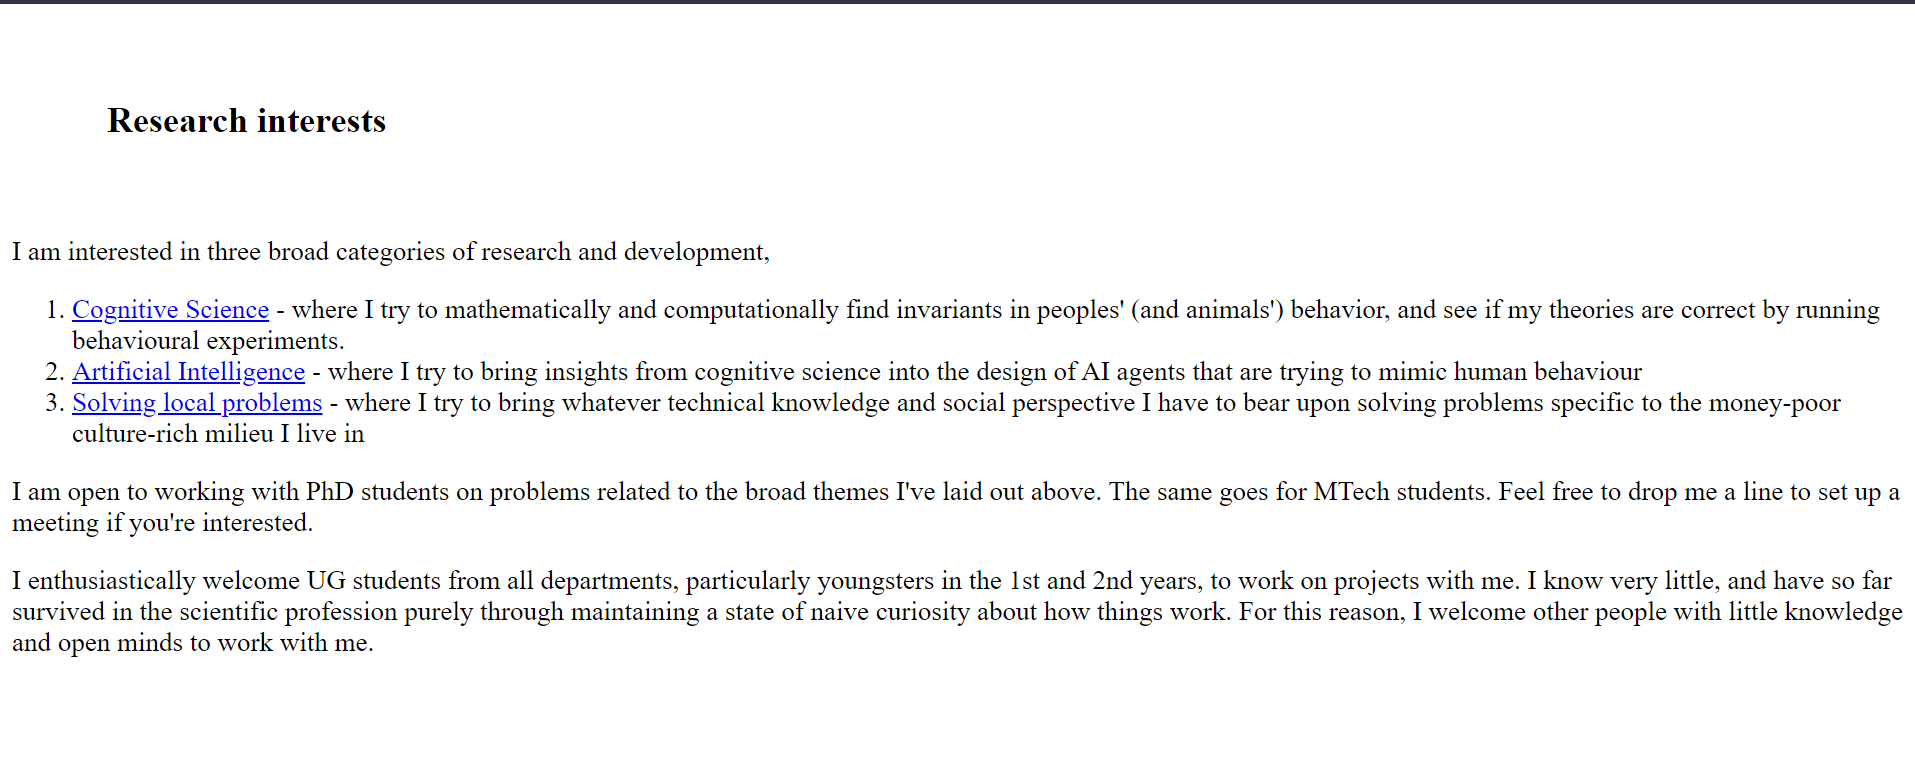 Research interests
I am interested in three broad categories of research and development,
1. Cognitive Science - where I try to mathematically and computationally find invariants in peoples' (and animals') behavior, and see if my theories are correct by running
behavioural experiments.
2. Artificial Intelligence - where I try to bring insights from cognitive science into the design of AI agents that are trying to mimic human behaviour
3. Solving local problems - where I try to bring whatever technical knowledge and social perspective I have to bear upon solving problems specific to the money-poor
culture-rich milieu I live in
I am open to working with PhD students on problems related to the broad themes I've laid out above. The same goes for MTech students. Feel free to drop me a line to set up a
meeting if you're interested.
I enthusiastically welcome UG students from all departments, particularly youngsters in the 1st and 2nd years, to work on projects with me. I know very little, and have so far
survived in the scientific profession purely through maintaining a state of naive curiosity about how things work. For this reason, I welcome other people with little knowledge
and open minds to work with me.